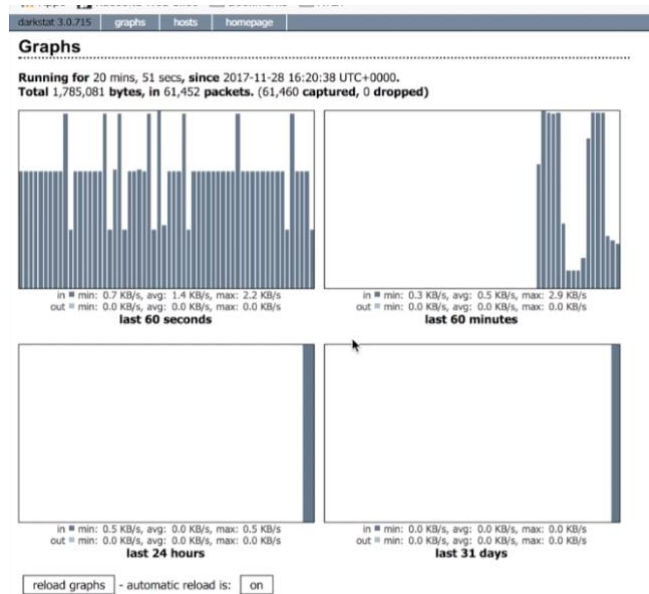 darkstat 3.0.715 graphs hosts homepage
Graphs
Running for 20 mins, 51 secs, since 2017-11-28 16:20:38 UTC+0000.
Total 1,785,081 bytes, in 61,452 packets. (61,460 captured, 0 dropped)
in min: 0.7 KB/s, avg: 1.4 KB/s, max: 2.2 KB/s
out min: 0.0 KB/s, avg: 0.0 KB/s, max: 0.0 KB/s
last 60 seconds
in min: 0.3 KB/s, avg: 0.5 KB/s, max: 2.9 KB/s
out min: 0.0 KB/s, avg: 0.0 KB/s, max: 0.0 KB/s
last 60 minutes
in min: 0.5 KB/s, avg: 0.0 KB/s, max: 0.5 KB/s
out min: 0.0 KB/s, avg: 0.0 KB/s, max: 0.0 KB/s
last 24 hours
in min: 0.0 KB/s, avg: 0.0 KB/s, max: 0.0 KB/s
out min: 0.0 KB/s, avg: 0.0 KB/s, max: 0.0 KB/s
last 31 days
reload graphs - automatic reload is: on